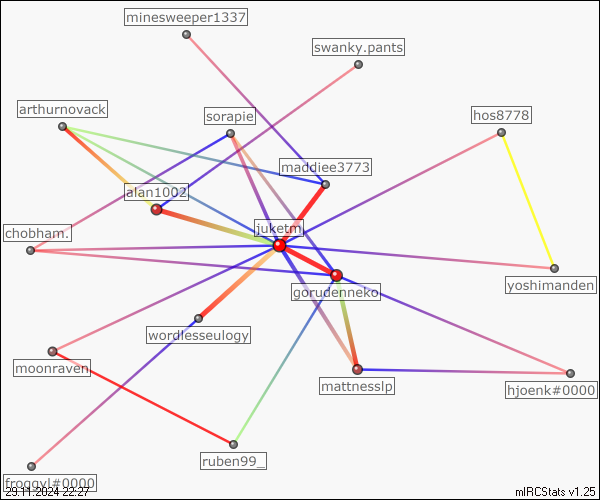 minesweeper1337
swanky.pants
arthurnovack
sorapie
hos8778
maddiee3773
alan1002
juketm
chobham.
gorudenneko
yoshimanden
wordlesseulogy
moonraven
mattnesslp
hjoenk#0000
ruben99_
froggyl#0000
29.11.2024 22:27
mIRCStats v1.25